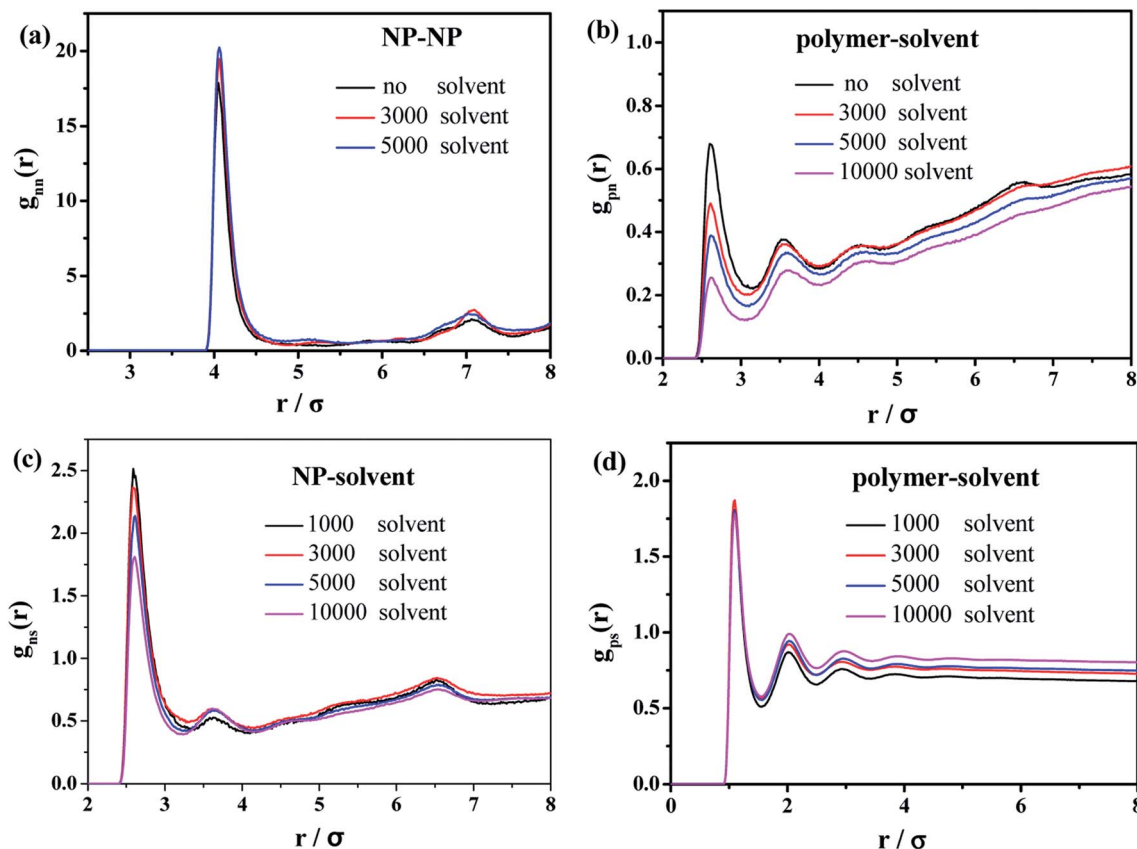 (a)
NP-NP
no solvent
3000 solvent
5000 solvent
20
15
10
5
0
g_nn(r)
3 4 5 6 7 8
r / σ
(b)
polymer-solvent
no solvent
3000 solvent
5000 solvent
10000 solvent
1.0
0.8
0.6
0.4
0.2
0.0
g_pn(r)
2 3 4 5 6 7 8
r / σ
(c)
NP-solvent
1000 solvent
3000 solvent
5000 solvent
10000 solvent
2.5
2.0
1.5
1.0
0.5
0.0
g_ns(r)
2 3 4 5 6 7 8
r / σ
(d)
polymer-solvent
1000 solvent
3000 solvent
5000 solvent
10000 solvent
2.0
1.5
1.0
0.5
0.0
g_ps(r)
0 2 4 6 8
r / σ